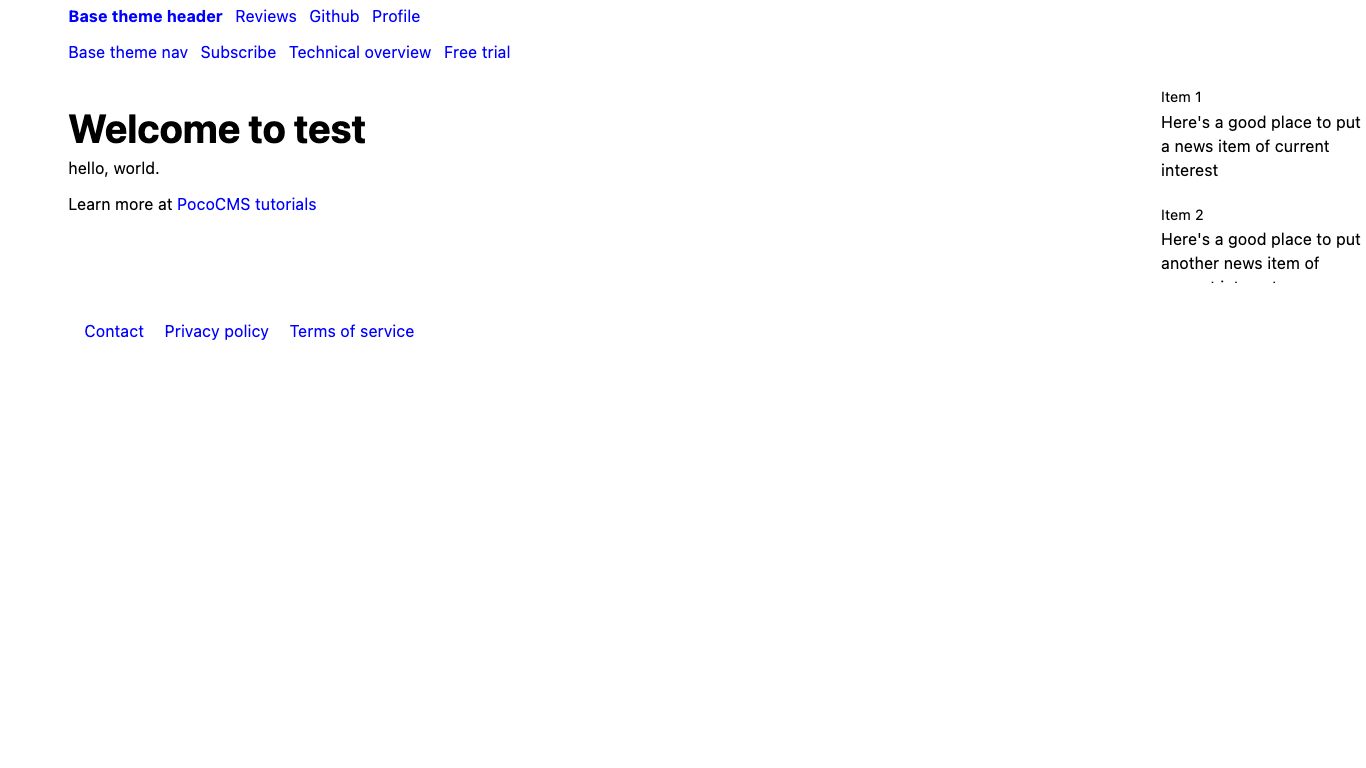 Base theme header Reviews Github Profile
Base theme nav Subscribe Technical overview Free trial
Welcome to test
hello, world.
Learn more at PocoCMS tutorials
Item 1
Here's a good place to put
a news item of current
interest
Item 2
Here's a good place to put
another news item of
Contact Privacy policy Terms of service